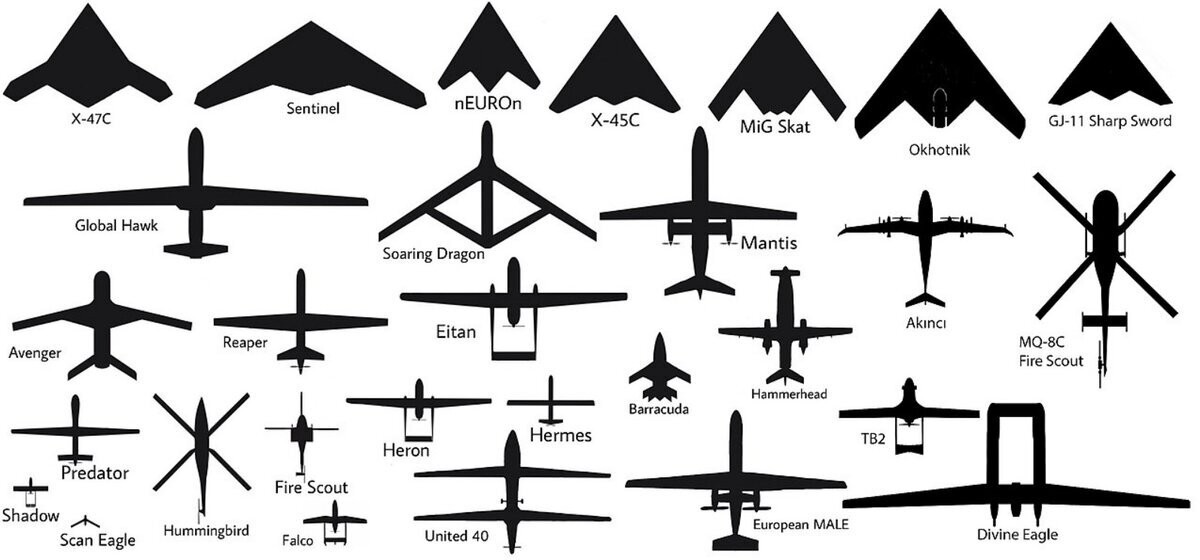 X-47C
Sentinel
nEUROn
X-45C
MiG Skat
Okhotnik
GJ-11 Sharp Sword
Global Hawk
Soaring Dragon
Mantis
Akıncı
MQ-8C
Fire Scout
Avenger
Reaper
Eitan
Barracuda
Hammerhead
Predator
Hummingbird
Fire Scout
Heron
Hermes
TB2
Shadow
Scan Eagle
Falco
United 40
European MALE
Divine Eagle